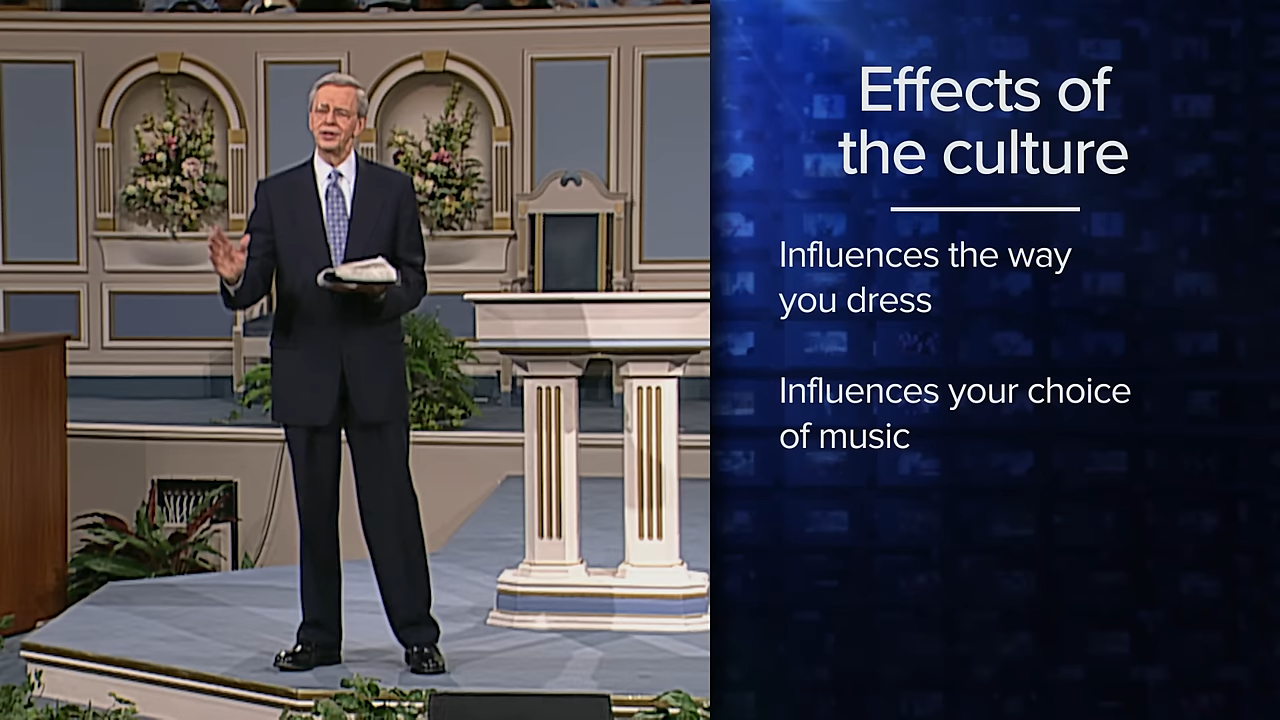 Effects of
the culture
Influences the way
you dress
Influences your choice
of music